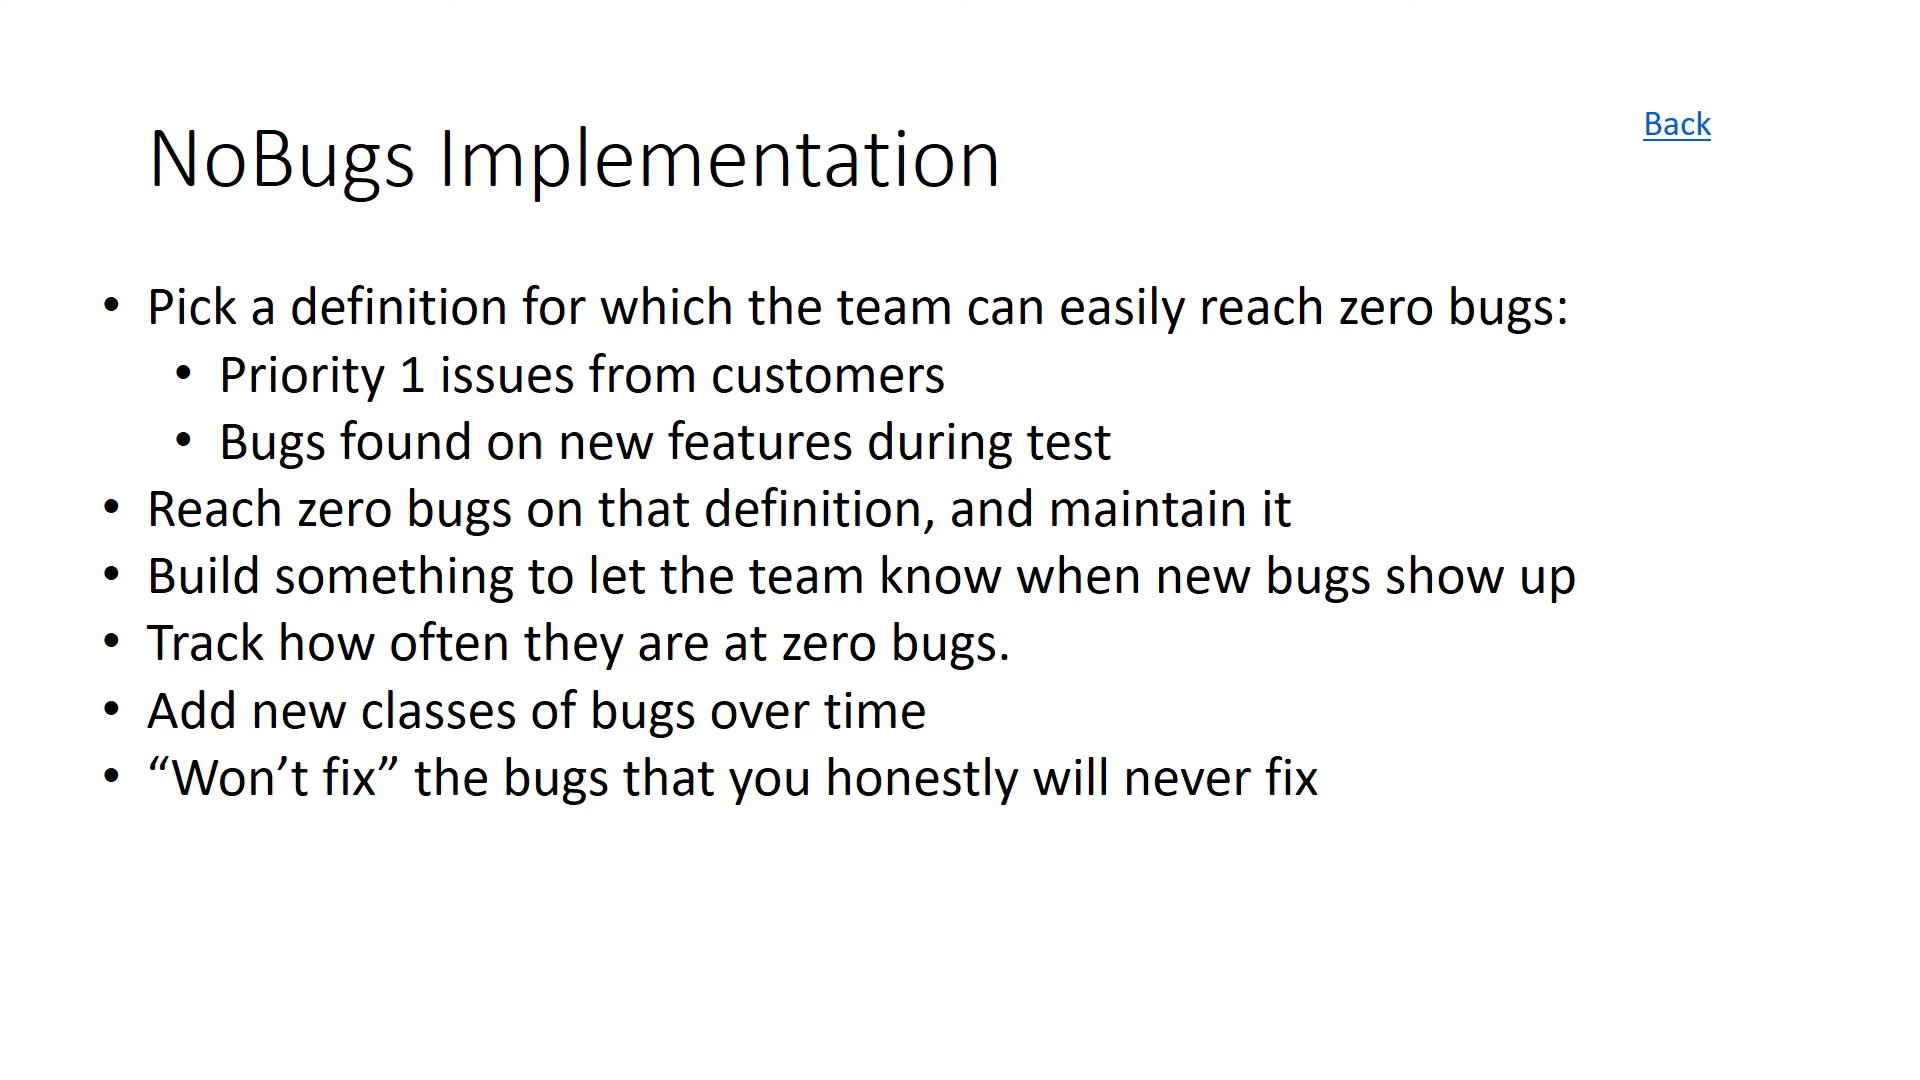 NoBugs Implementation
Back
• Pick a definition for which the team can easily reach zero bugs:
• Priority 1 issues from customers
• Bugs found on new features during test
• Reach zero bugs on that definition, and maintain it
• Build something to let the team know when new bugs show up
• Track how often they are at zero bugs.
• Add new classes of bugs over time
• “Won’t fix” the bugs that you honestly will never fix